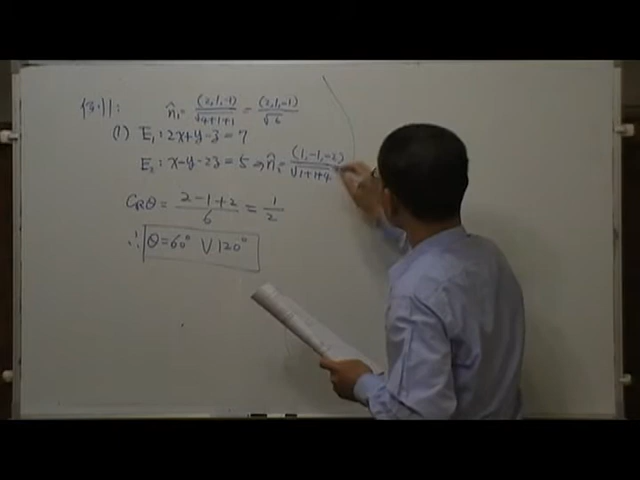 例1:
n̂₁ = (2,1,-1)/√4+1+1 = (2,1,-1)/√6
(1) E₁: 2x+y-z=7
E₂: x-y-2z=5 ⇒ n̂₂ = (1,-1,-2)/√1+1+4
Cosθ = 2-1+2/6 = 1/2
∴ θ=60° ∨ 120°